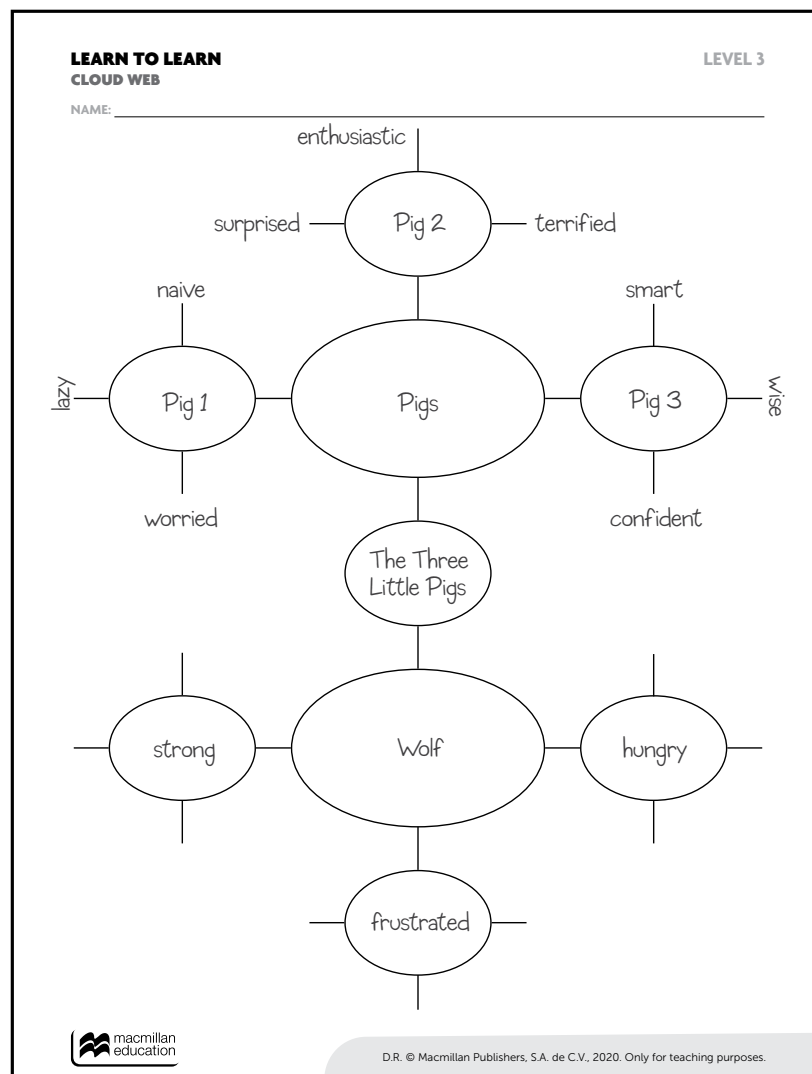 LEARN TO LEARN
LEVEL 3
CLOUD WEB
NAME:
enthusiastic
surprised
Pig 2
terrified
naive
smart
lazy
Pig 1
Pigs
Pig 3
wise
worried
confident
The Three
Little Pigs
strong
Wolf
hungry
frustrated
macmillan
education
D.R. © Macmillan Publishers, S.A. de C.V., 2020. Only for teaching purposes.